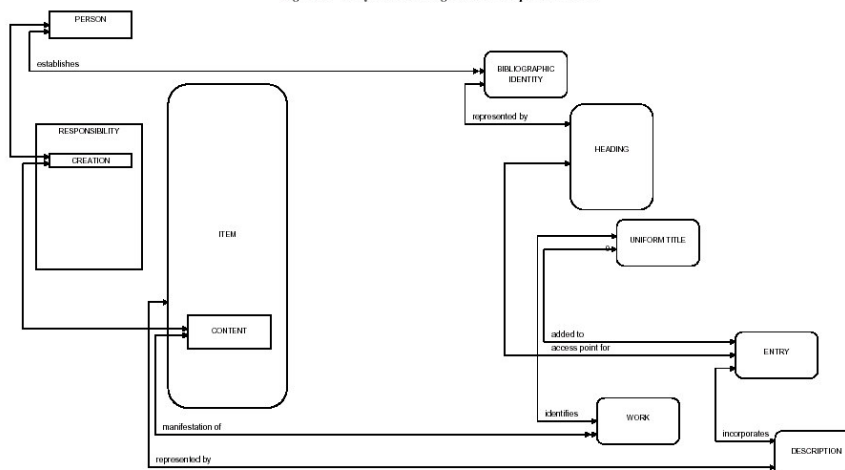 PERSON
establishes
BIBLIOGRAPHIC
IDENTITY
represented by
RESPONSIBILITY
CREATION
HEADING
ITEM
UNIFORM TITLE
0
CONTENT
added to
access point for
ENTRY
identifies
WORK
manifestation of
incorporates
DESCRIPTION
represented by